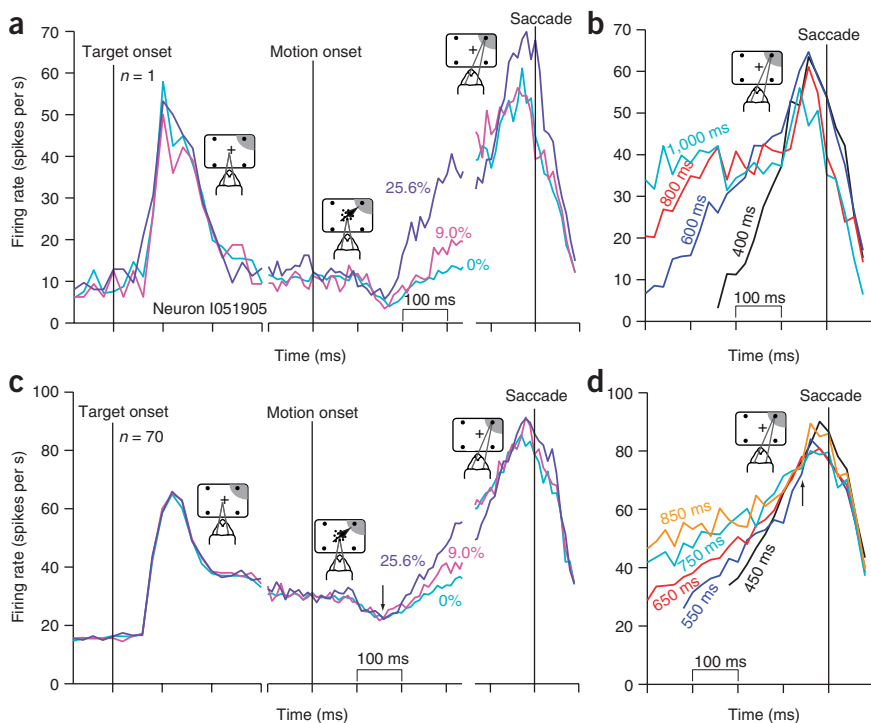 a
Firing rate (spikes per s)
70
60
50
40
30
20
10
0
Target onset
n = 1
Neuron I051905
Motion onset
25.6%
9.0%
0%
100 ms
Saccade
Time (ms)
b
70
60
50
40
30
20
10
0
Saccade
1,000 ms
800 ms
600 ms
400 ms
100 ms
Time (ms)
c
Firing rate (spikes per s)
100
80
60
40
20
0
Target onset
n = 70
Motion onset
25.6%
9.0%
0%
100 ms
Saccade
Time (ms)
d
100
80
60
40
20
0
Saccade
850 ms
750 ms
650 ms
550 ms
450 ms
100 ms
Time (ms)